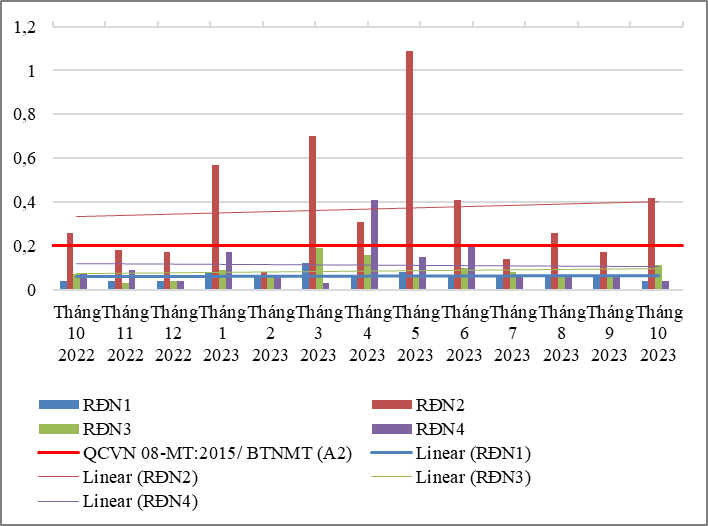 1,2
1
0,8
0,6
0,4
0,2
0
Tháng Tháng Tháng Tháng Tháng Tháng Tháng Tháng Tháng Tháng Tháng Tháng Tháng
10 11 12 1 2 3 4 5 6 7 8 9 10
2022 2022 2022 2023 2023 2023 2023 2023 2023 2023 2023 2023 2023
RĐN1 RĐN2
RĐN3 RĐN4
QCVN 08-MT:2015/ BTNMT (A2) Linear (RĐN1)
Linear (RĐN2) Linear (RĐN3)
Linear (RĐN4)